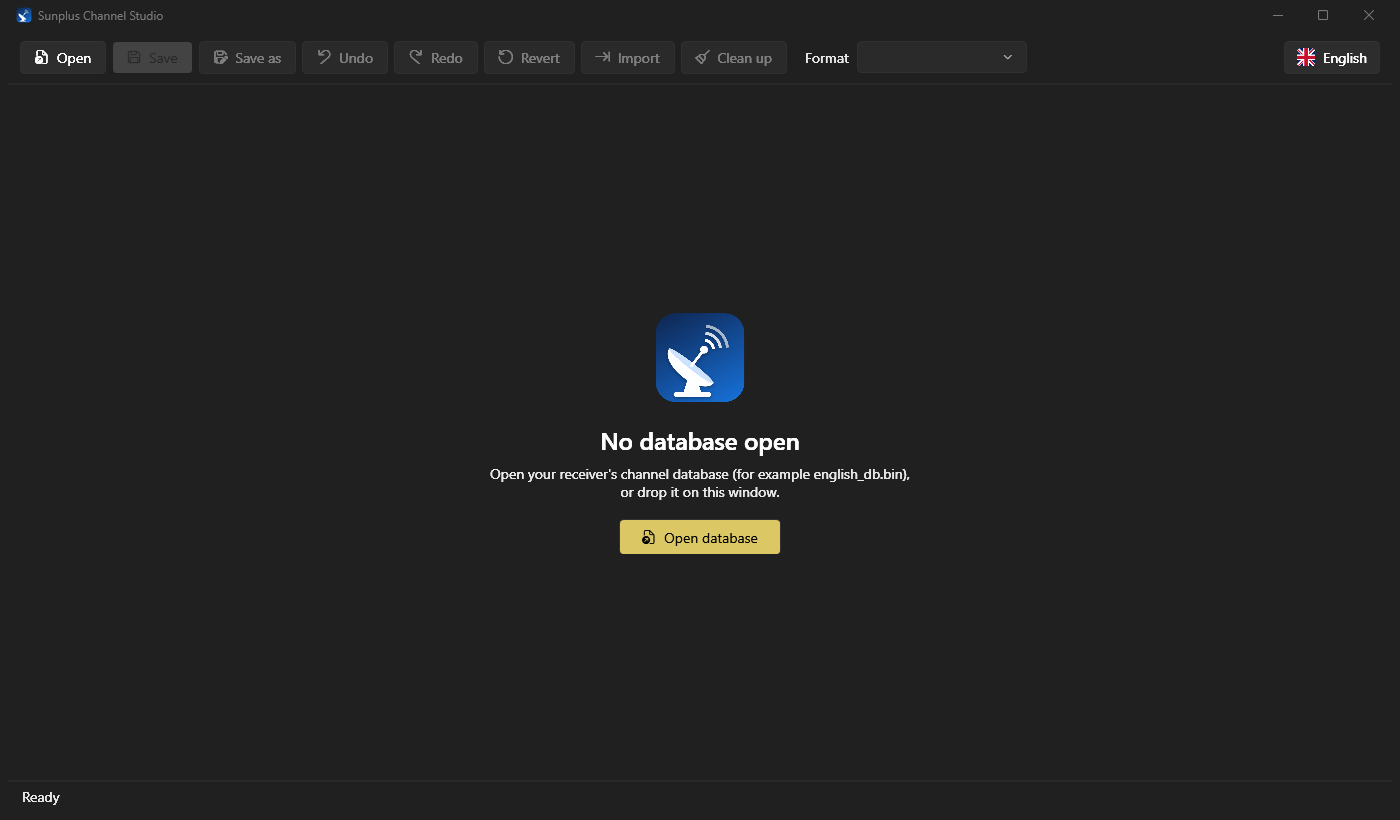 Sunplus Channel Studio
Open Save Save as Undo Redo Revert Import Clean up Format English
No database open
Open your receiver's channel database (for example english_db.bin),
or drop it on this window.
Open database
Ready